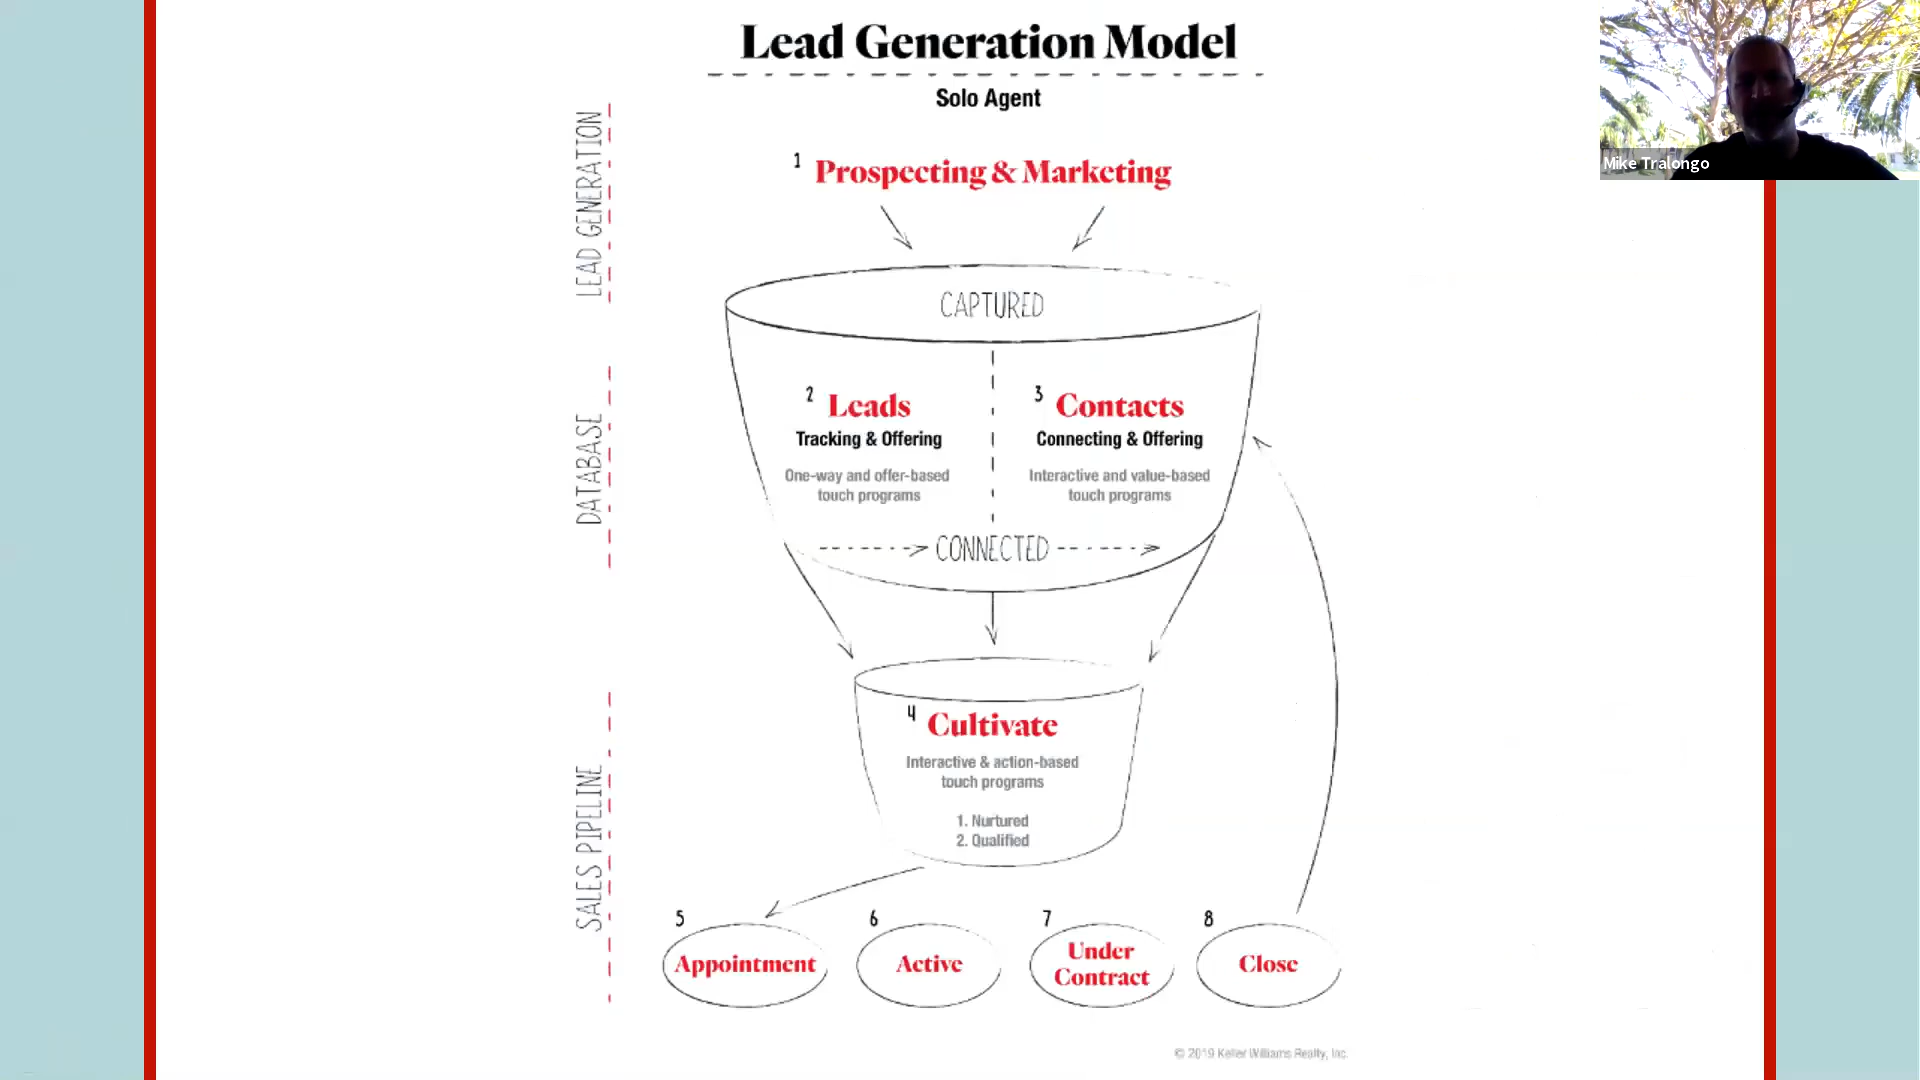 Lead Generation Model
Solo Agent
Mike Tralongo
LEAD GENERATION
1 Prospecting & Marketing
CAPTURED
DATABASE
2 Leads
Tracking & Offering
One-way and offer-based
touch programs
3 Contacts
Connecting & Offering
Interactive and value-based
touch programs
CONNECTED
SALES PIPELINE
4 Cultivate
Interactive & action-based
touch programs
1. Nurtured
2. Qualified
5 Appointment
6 Active
7 Under
Contract
8 Close
© 2019 Keller Williams Realty, Inc.